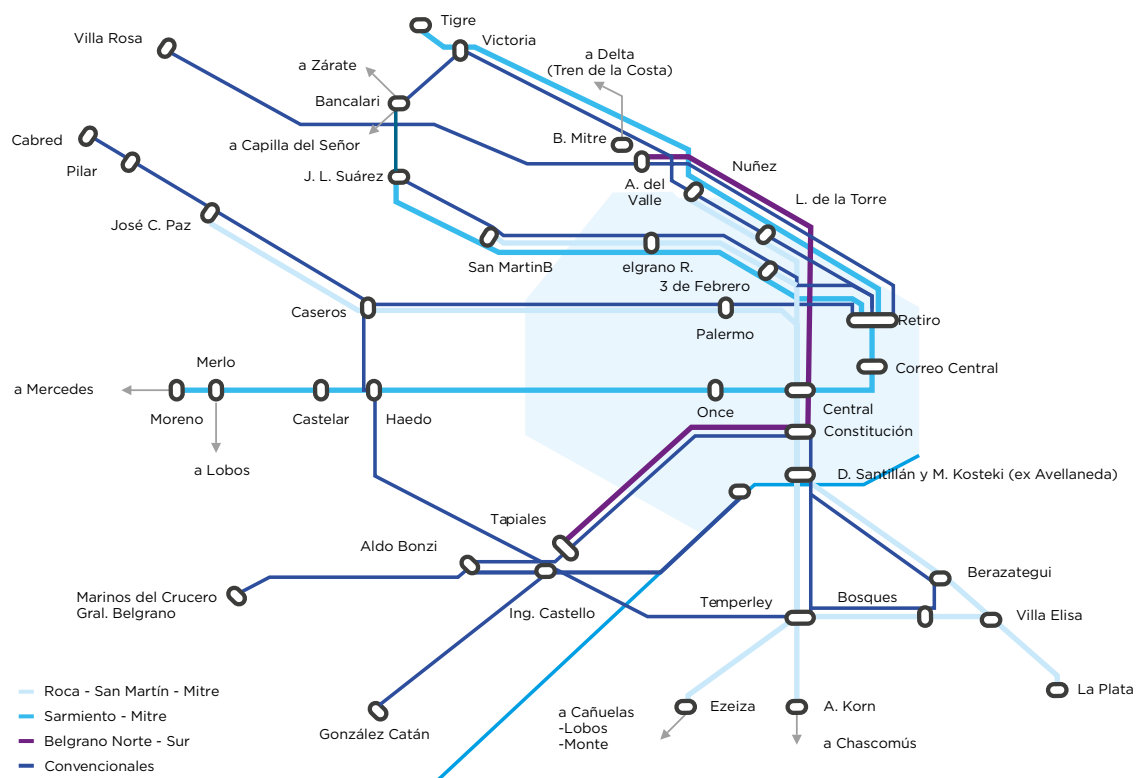 Tigre
Villa Rosa
Victoria
a Delta
(Tren de la Costa)
a Zárate
Bancalari
B. Mitre
Cabred
a Capilla del Señor
Nuñez
Pilar
J. L. Suárez
A. del
Valle
L. de la Torre
José C. Paz
San MartinB
elgrano R.
3 de Febrero
Caseros
Palermo
Retiro
Merlo
Correo Central
a Mercedes
Moreno
Castelar
Haedo
Once
Central
Constitución
a Lobos
D. Santillán y M. Kosteki (ex Avellaneda)
Tapiales
Aldo Bonzi
Berazategui
Marinos del Crucero
Gral. Belgrano
Ing. Castello
Temperley
Bosques
Villa Elisa
La Plata
Roca - San Martín - Mitre
Sarmiento - Mitre
Belgrano Norte - Sur
Convencionales
González Catán
a Cañuelas
-Lobos
-Monte
Ezeiza
A. Korn
a Chascomús